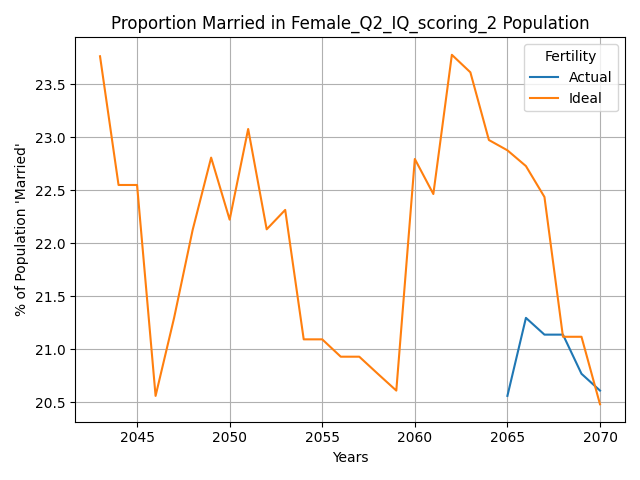 Proportion Married in Female_Q2_IQ_scoring_2 Population
Fertility
Actual
Ideal
% of Population 'Married'
23.5
23.0
22.5
22.0
21.5
21.0
20.5
2045
2050
2055
2060
2065
2070
Years